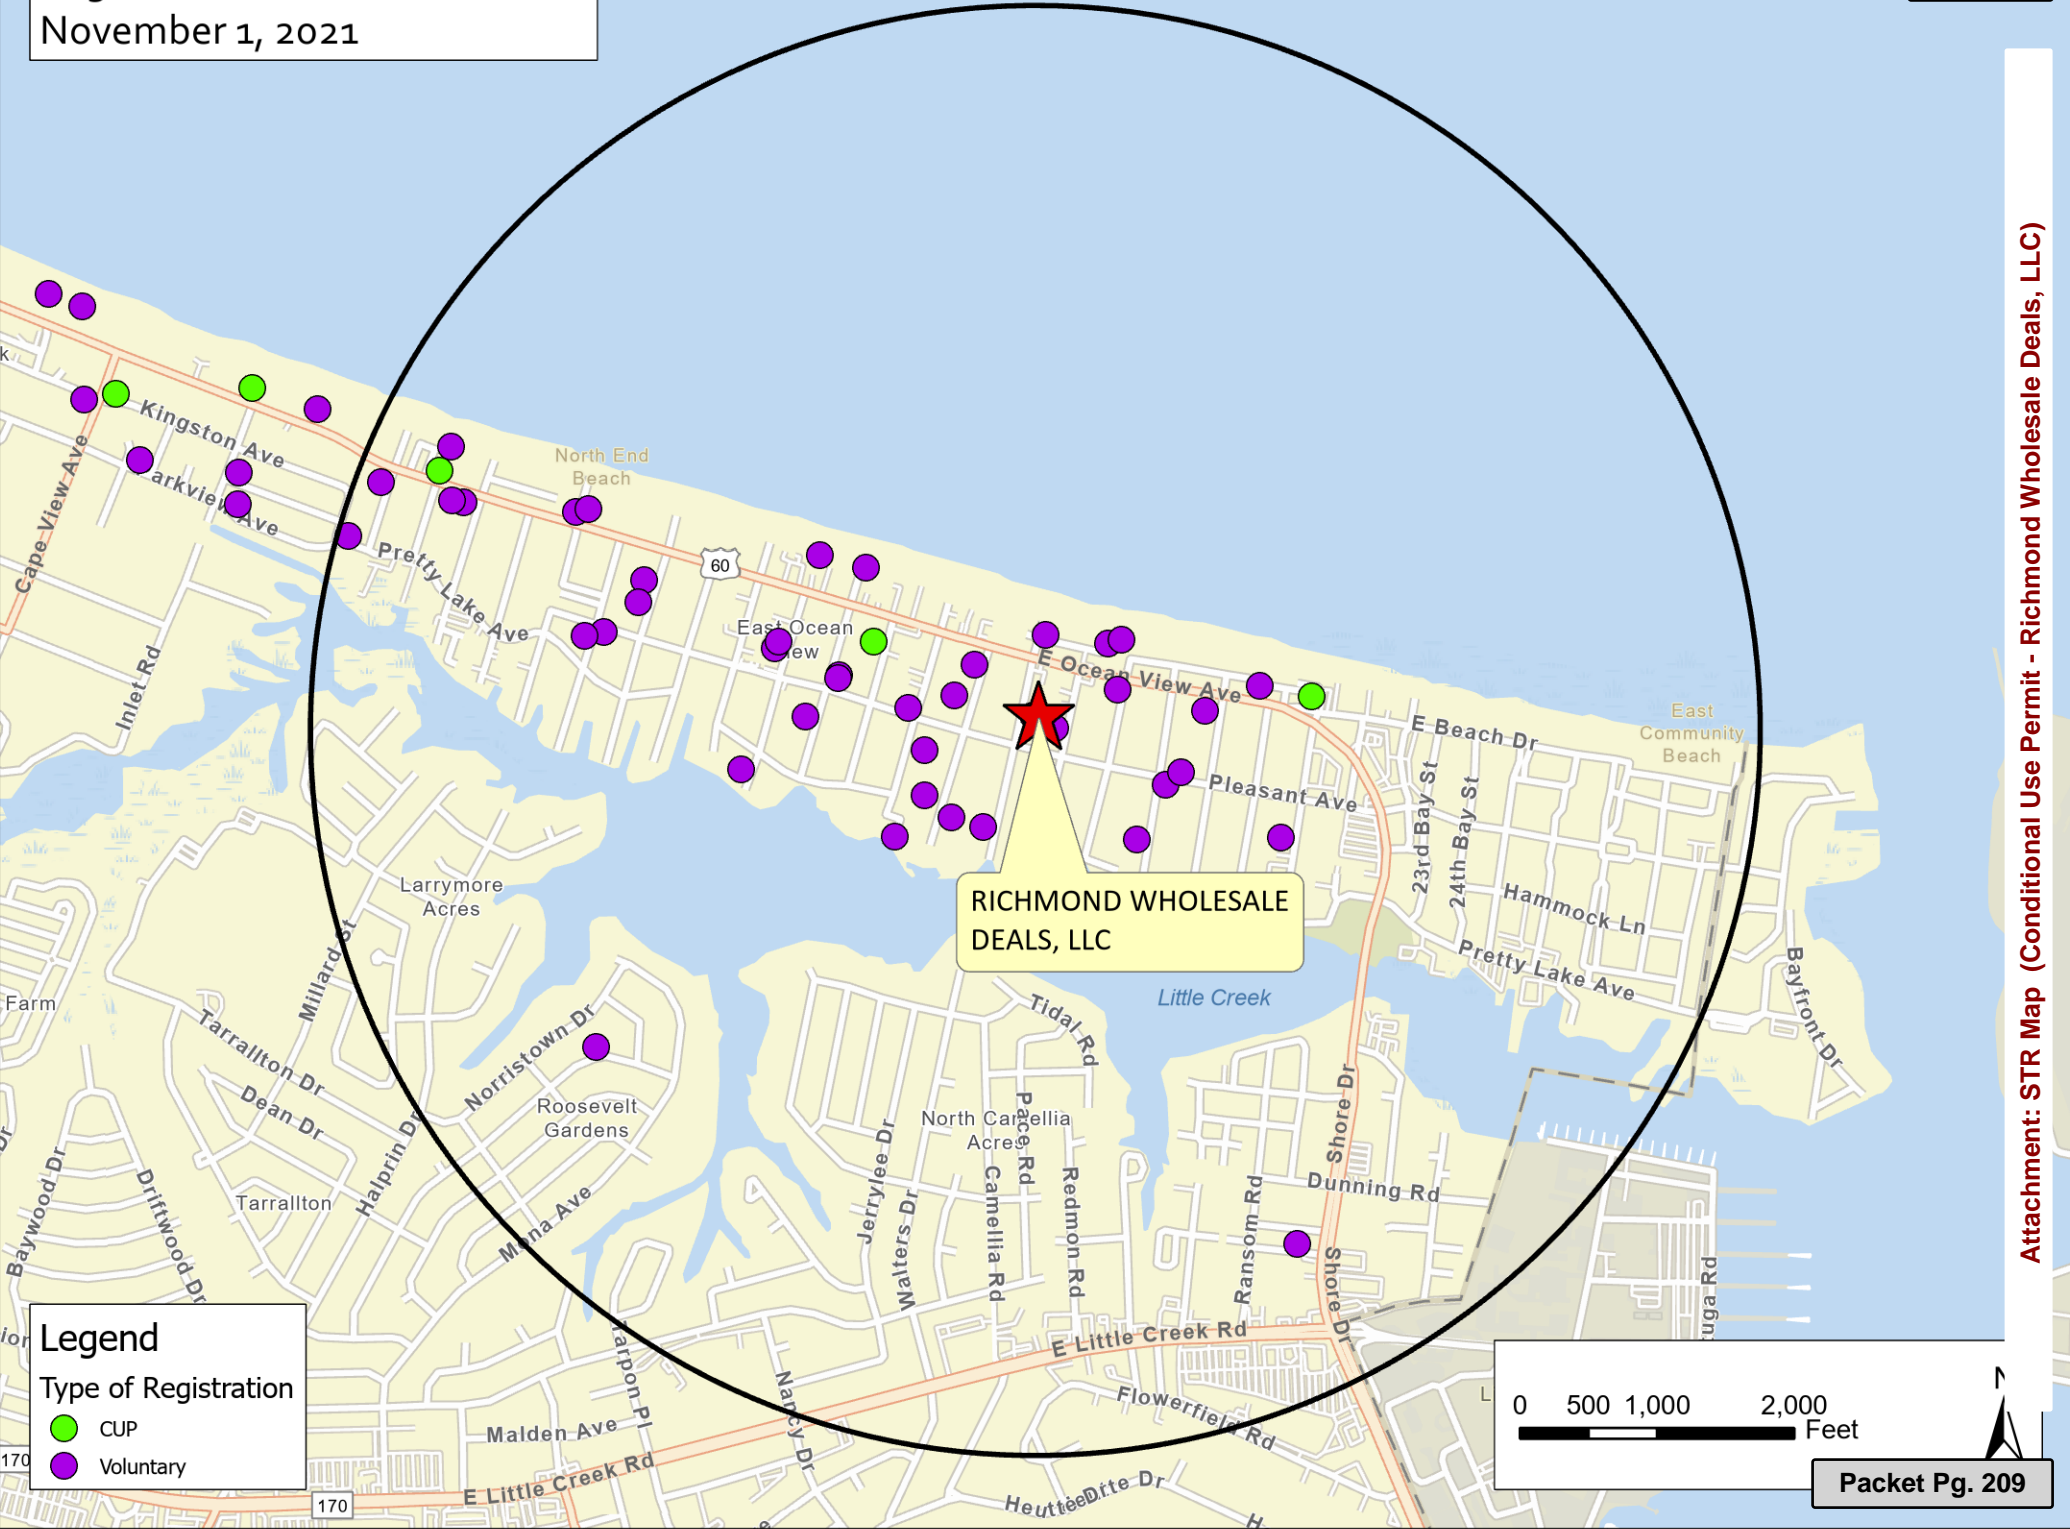 November 1, 2021
Attachment: STR Map (Conditional Use Permit - Richmond Wholesale Deals, LLC)
Kingston Ave
Cape View Ave
North End
Beach
Pretty Lake Ave
60
East Ocean
Inlet Rd
E Ocean View Ave
E Beach Dr
East
Community
Beach
Pleasant Ave
23rd Bay St
24th Bay St
Hammock Ln
Pretty Lake Ave
Bayfront Dr
RICHMOND WHOLESALE
DEALS, LLC
Little Creek
Larrymore
Acres
Millard St
Farm
Tarrallton Dr
Dean Dr
Norristown Dr
Roosevelt
Gardens
Tidal Rd
North Camellia
Acres
Pace Rd
Jerrylee Dr
Walters Dr
Camellia Rd
Redmon Rd
Shore Dr
Dunning Rd
Ransom Rd
Shore Dr
Halprin Dr
Tarrallton
Baywood Dr
Driftwood Dr
Mona Ave
Tarpon Pl
Nancy Dr
E Little Creek Rd
Flowerfield Rd
Malden Ave
E Little Creek Rd
170
170
Legend
Type of Registration
CUP
Voluntary
0 500 1,000 2,000
Feet
N
Packet Pg. 209